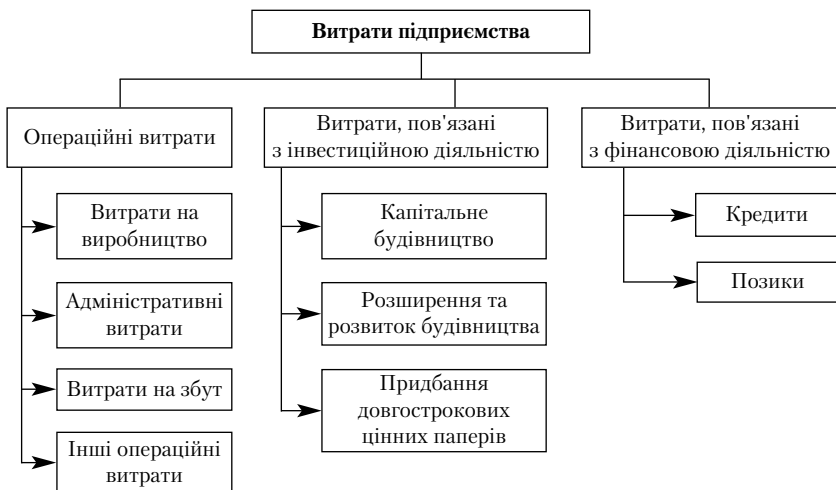 Витрати підприємства
Операційні витрати
Витрати, пов'язані
з інвестиційною діяльністю
Витрати, пов'язані
з фінансовою діяльністю
Витрати на
виробництво
Адміністративні
витрати
Витрати на збут
Інші операційні
витрати
Капітальне
будівництво
Розширення та
розвиток будівництва
Придбання
довгострокових
цінних паперів
Кредити
Позики